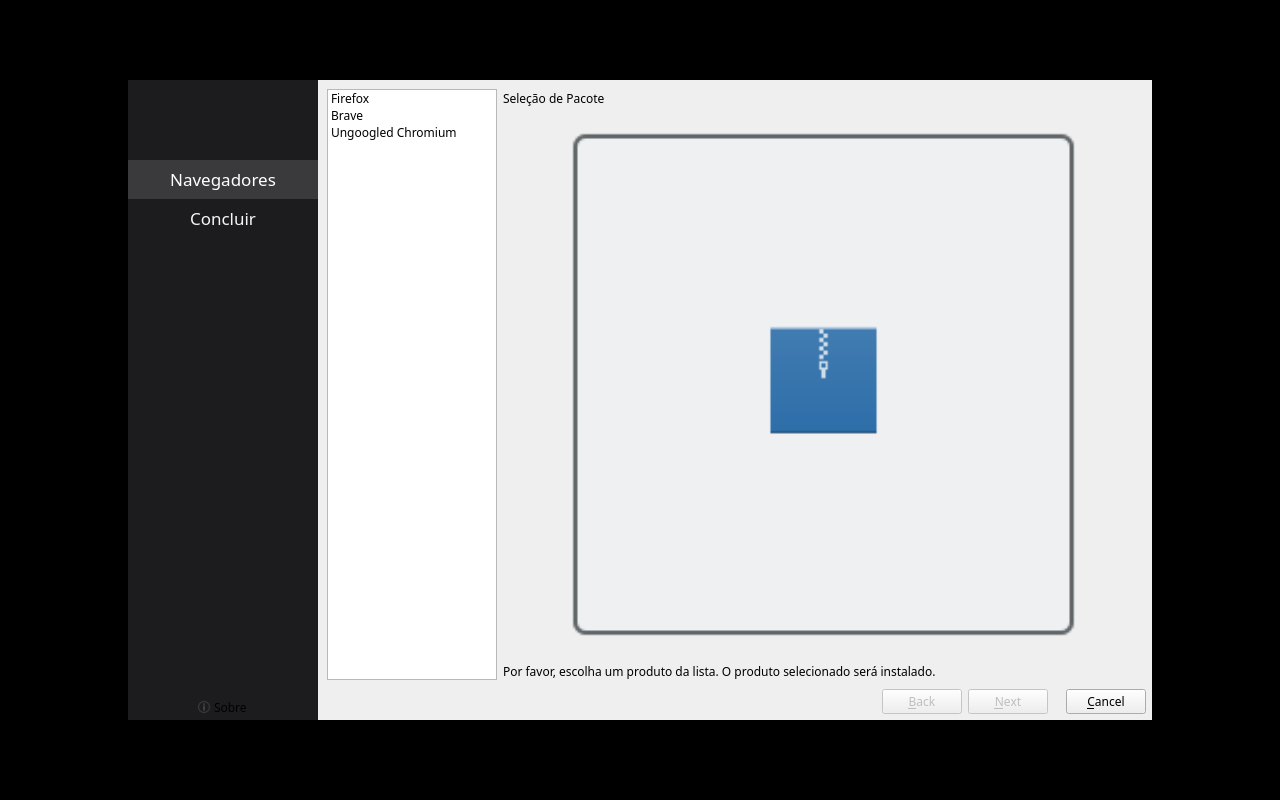 Navegadores
Concluir
Sobre
Firefox
Brave
Ungoogled Chromium
Seleção de Pacote
Por favor, escolha um produto da lista. O produto selecionado será instalado.
Back
Next
Cancel